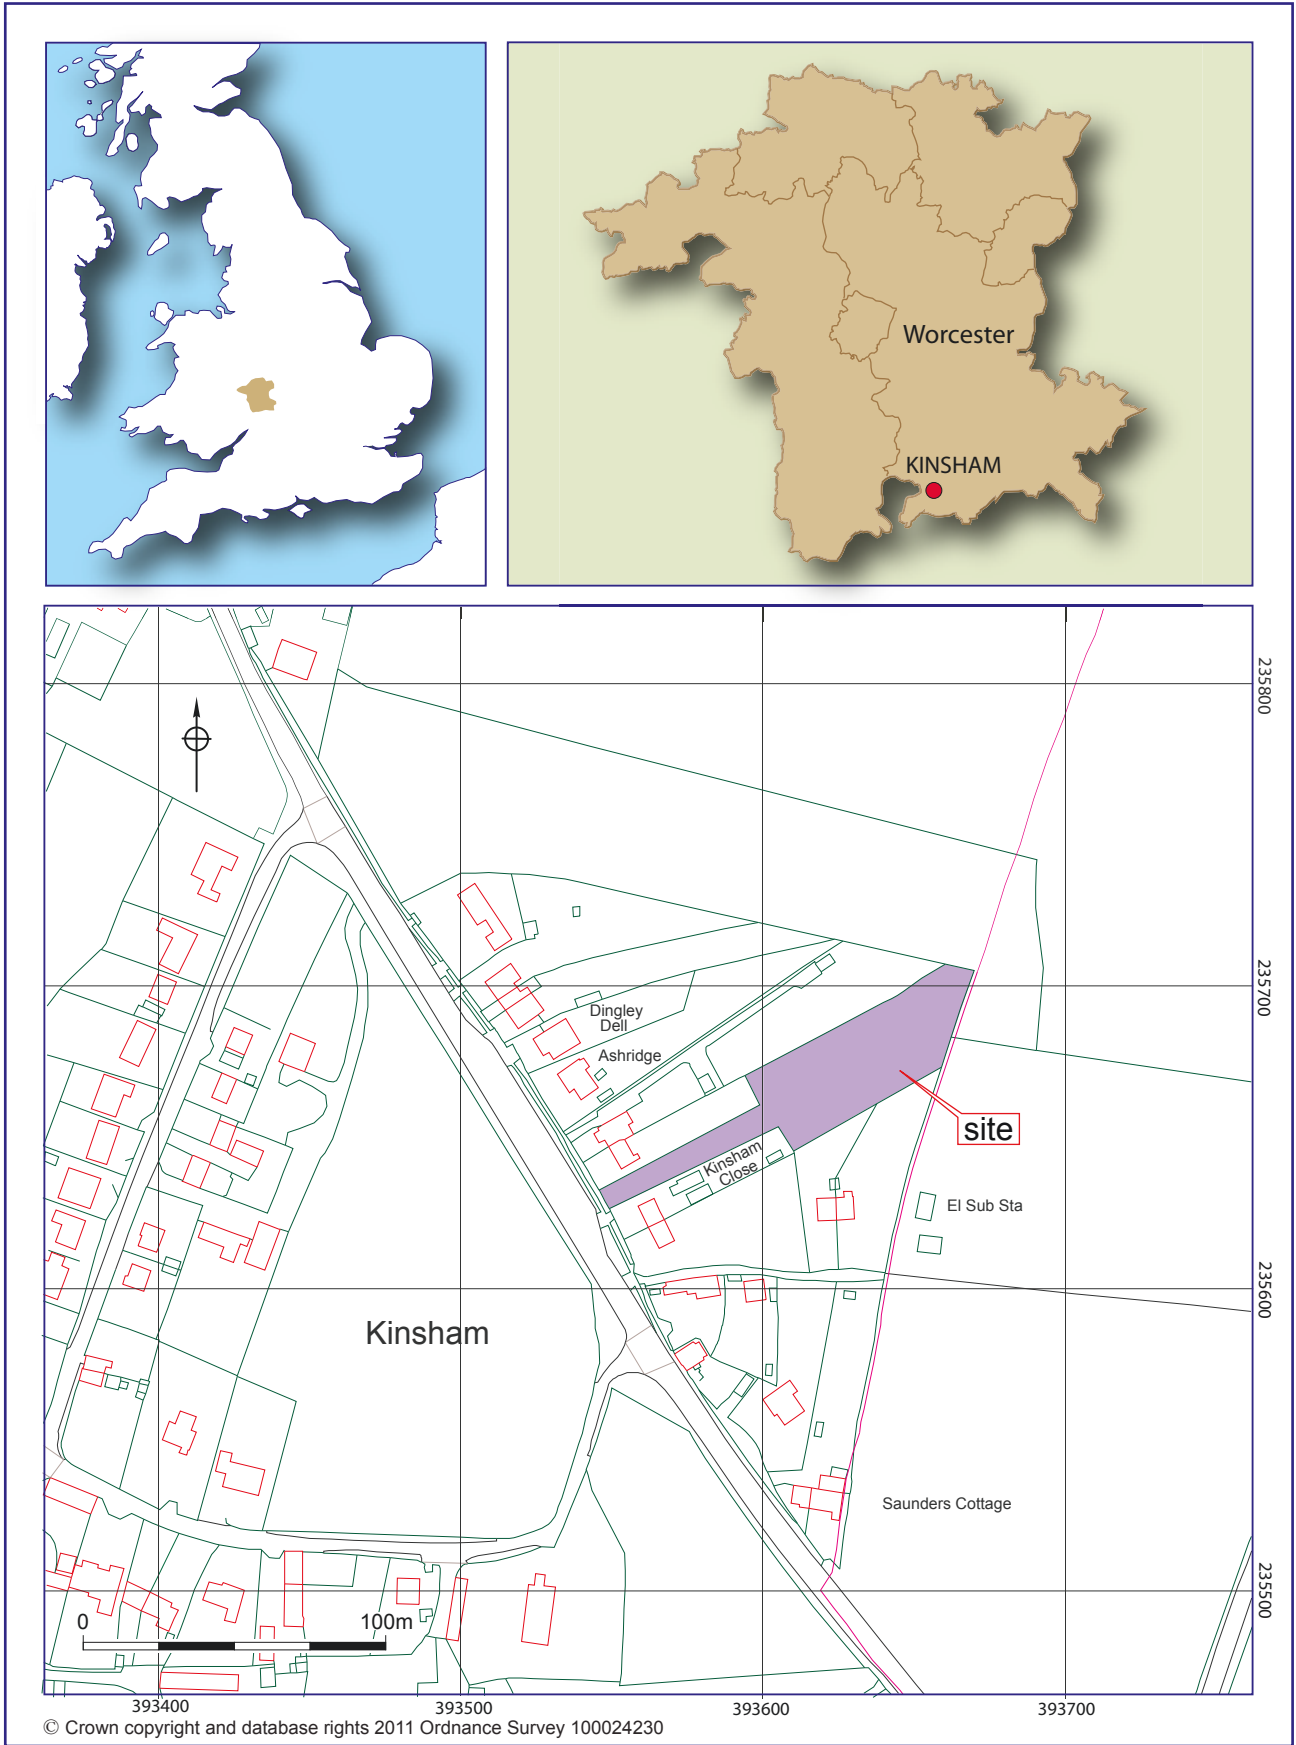 Worcester
KINSHAM
235800
Dingley
Dell
235700
Ashridge
site
Kinsham
Close
El Sub Sta
235600
Kinsham
Saunders Cottage
235500
0 100m
393400 393500 393600 393700
© Crown copyright and database rights 2011 Ordnance Survey 100024230